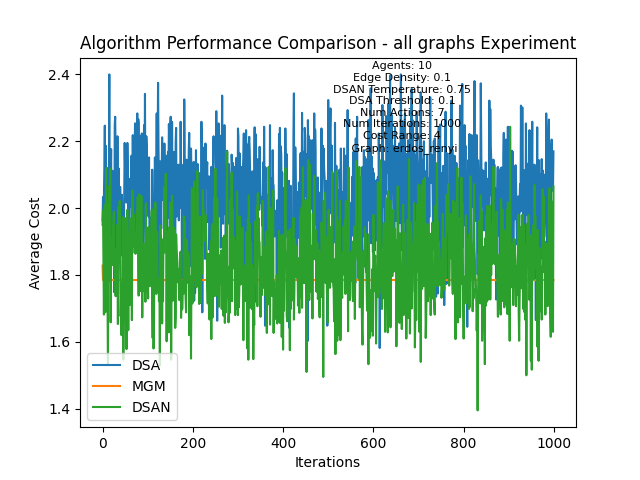 Algorithm Performance Comparison - all graphs Experiment
Agents: 10
Edge Density: 0.1
DSAN Temperature: 0.75
DSA Threshold: 0.1
Num Actions: 7
Num Iterations: 1000
Cost Range: 4
Graph: erdos_renyi
2.4
2.2
2.0
1.8
1.6
1.4
Average Cost
DSA
MGM
DSAN
0
200
400
600
800
1000
Iterations